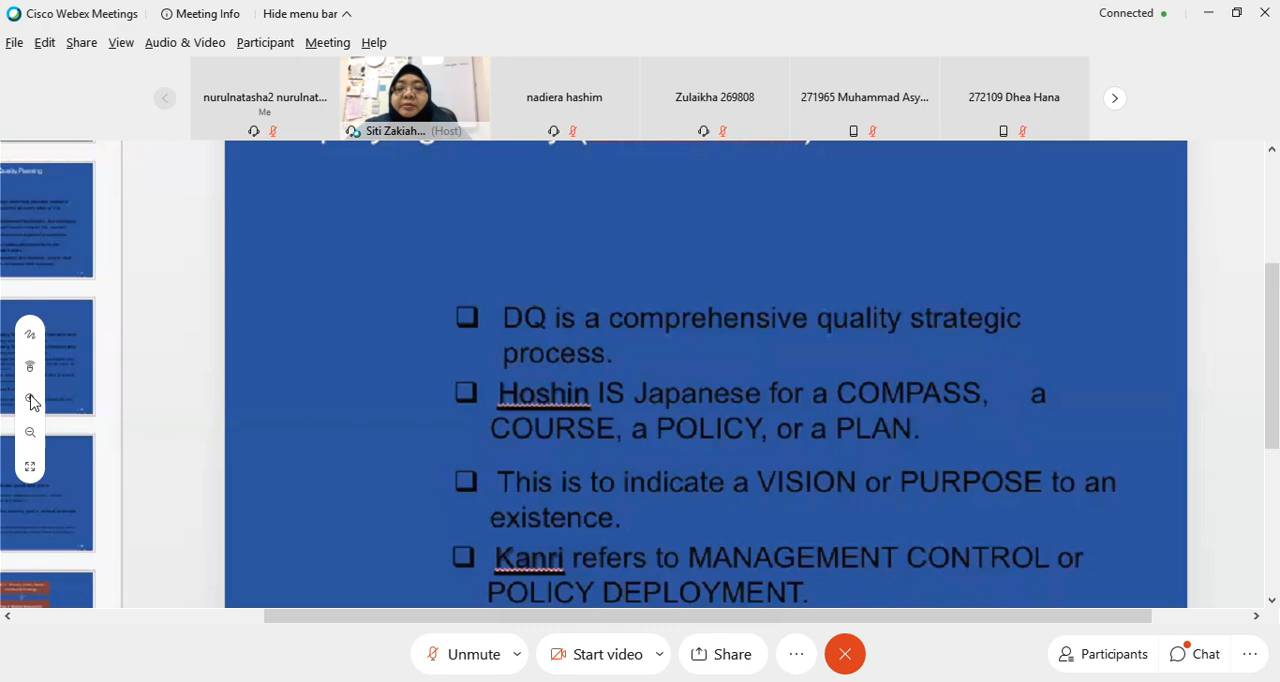 Cisco Webex Meetings
Meeting Info
Hide menu bar
Connected
File Edit Share View Audio & Video Participant Meeting Help
nurulnatasha2 nurulnat...
Me
Siti Zakiah... (Host)
nadiera hashim
Zulaikha 269808
271965 Muhammad Asy...
272109 Dhea Hana
Quality Planning
DQ is a comprehensive quality strategic
process.
Hoshin IS Japanese for a COMPASS, a
COURSE, a POLICY, or a PLAN.
This is to indicate a VISION or PURPOSE to an
existence.
Kanri refers to MANAGEMENT CONTROL or
POLICY DEPLOYMENT.
Unmute
Start video
Share
Participants
Chat